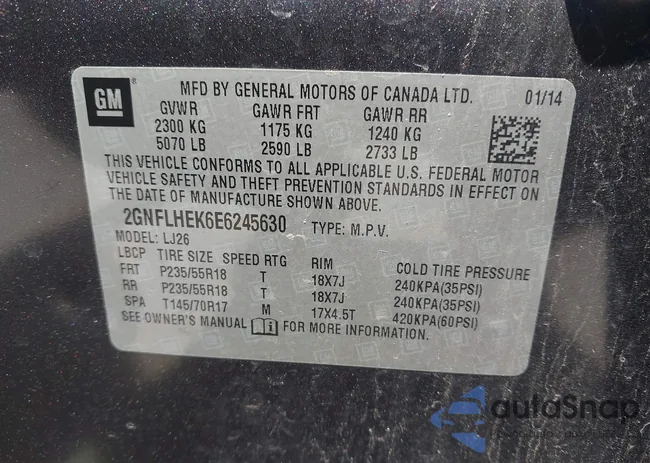 GM
MFD BY GENERAL MOTORS OF CANADA LTD. 01/14
GVWR GAWR FRT GAWR RR
2300 KG 1175 KG 1240 KG
5070 LB 2590 LB 2733 LB
THIS VEHICLE CONFORMS TO ALL APPLICABLE U.S. FEDERAL MOTOR
VEHICLE SAFETY AND THEFT PREVENTION STANDARDS IN EFFECT ON
THE DATE OF MANUFACTURE SHOWN ABOVE.
2GNFLHEK6E6245630 TYPE: M.P.V.
MODEL: LJ26
LBCP TIRE SIZE SPEED RTG RIM COLD TIRE PRESSURE
FRT P235/55R18 T 18X7J 240KPA(35PSI)
RR P235/55R18 T 18X7J 240KPA(35PSI)
SPA T145/70R17 M 17X4.5T 420KPA(60PSI)
SEE OWNER'S MANUAL FOR MORE INFORMATION.
autoSnap